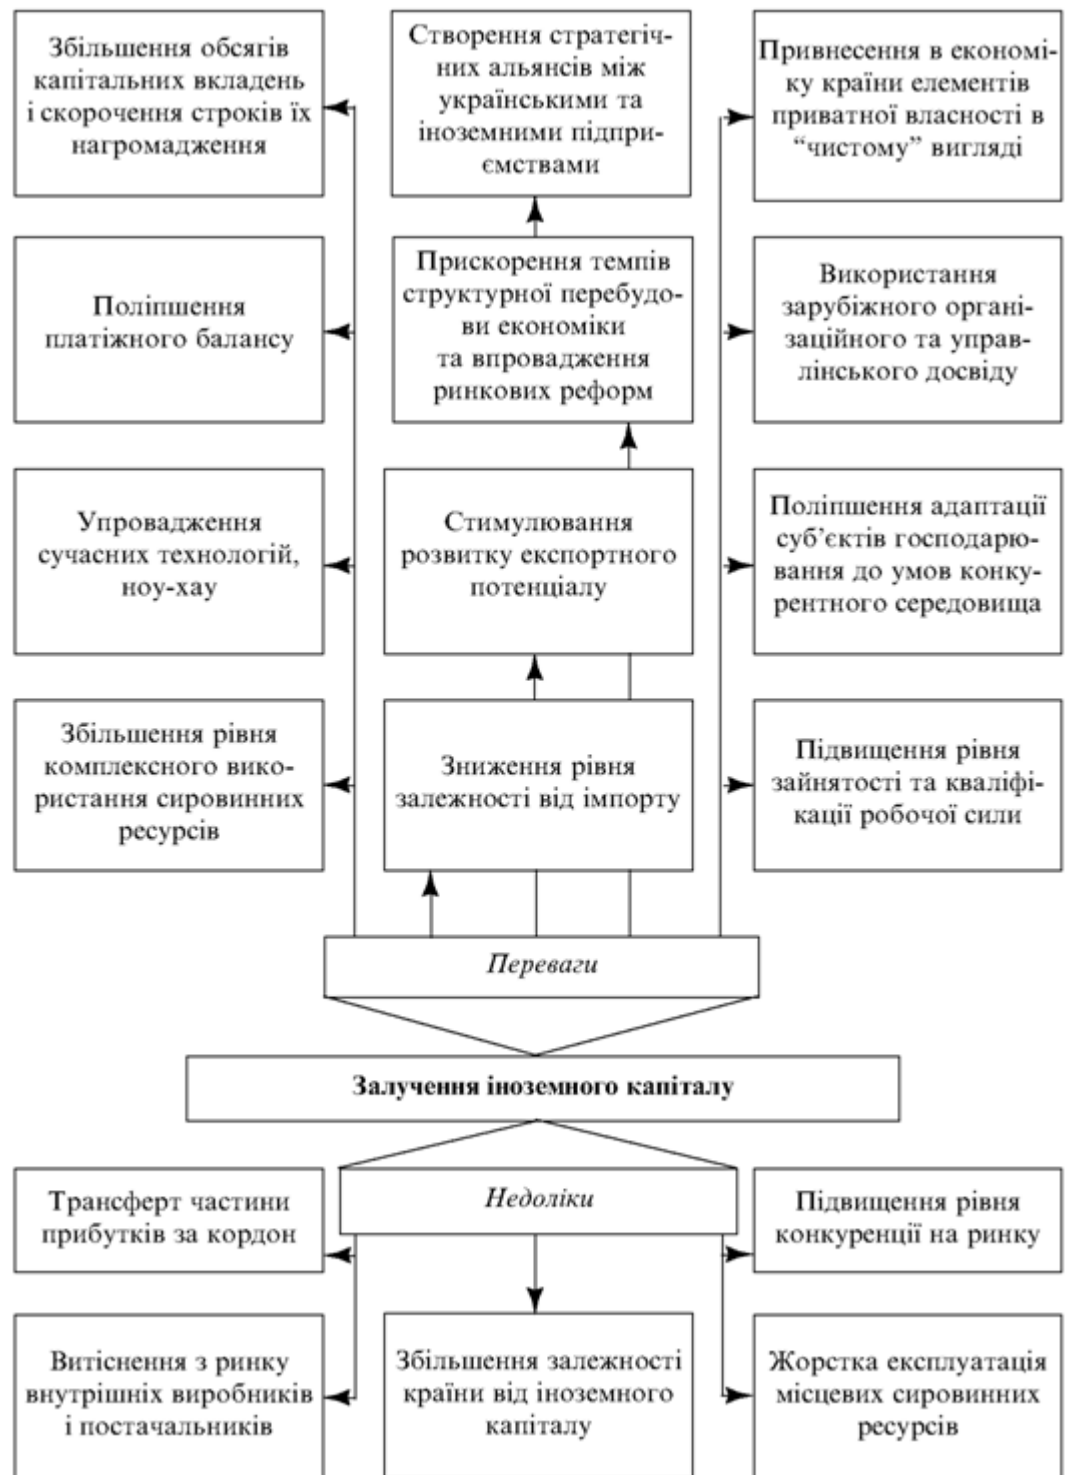 Збільшення обсягів
капітальних вкладень
і скорочення строків їх
нагромадження
Створення стратегіч-
них альянсів між
українськими та
іноземними підпри-
ємствами
Привнесення в економі-
ку країни елементів
приватної власності в
“чистому” вигляді
Поліпшення
платіжного балансу
Прискорення темпів
структурної перебудо-
ви економіки
та впровадження
ринкових реформ
Використання
зарубіжного органі-
заційного та управ-
лінського досвіду
Упровадження
сучасних технологій,
ноу-хау
Стимулювання
розвитку експортного
потенціалу
Поліпшення адаптації
суб’єктів господарю-
вання до умов конку-
рентного середовища
Збільшення рівня
комплексного вико-
ристання сировинних
ресурсів
Зниження рівня
залежності від імпорту
Підвищення рівня
зайнятості та кваліфі-
кації робочої сили
Переваги
Залучення іноземного капіталу
Недоліки
Трансферт частини
прибутків за кордон
Підвищення рівня
конкуренції на ринку
Витіснення з ринку
внутрішніх виробників
і постачальників
Збільшення залежності
країни від іноземного
капіталу
Жорстка експлуатація
місцевих сировинних
ресурсів